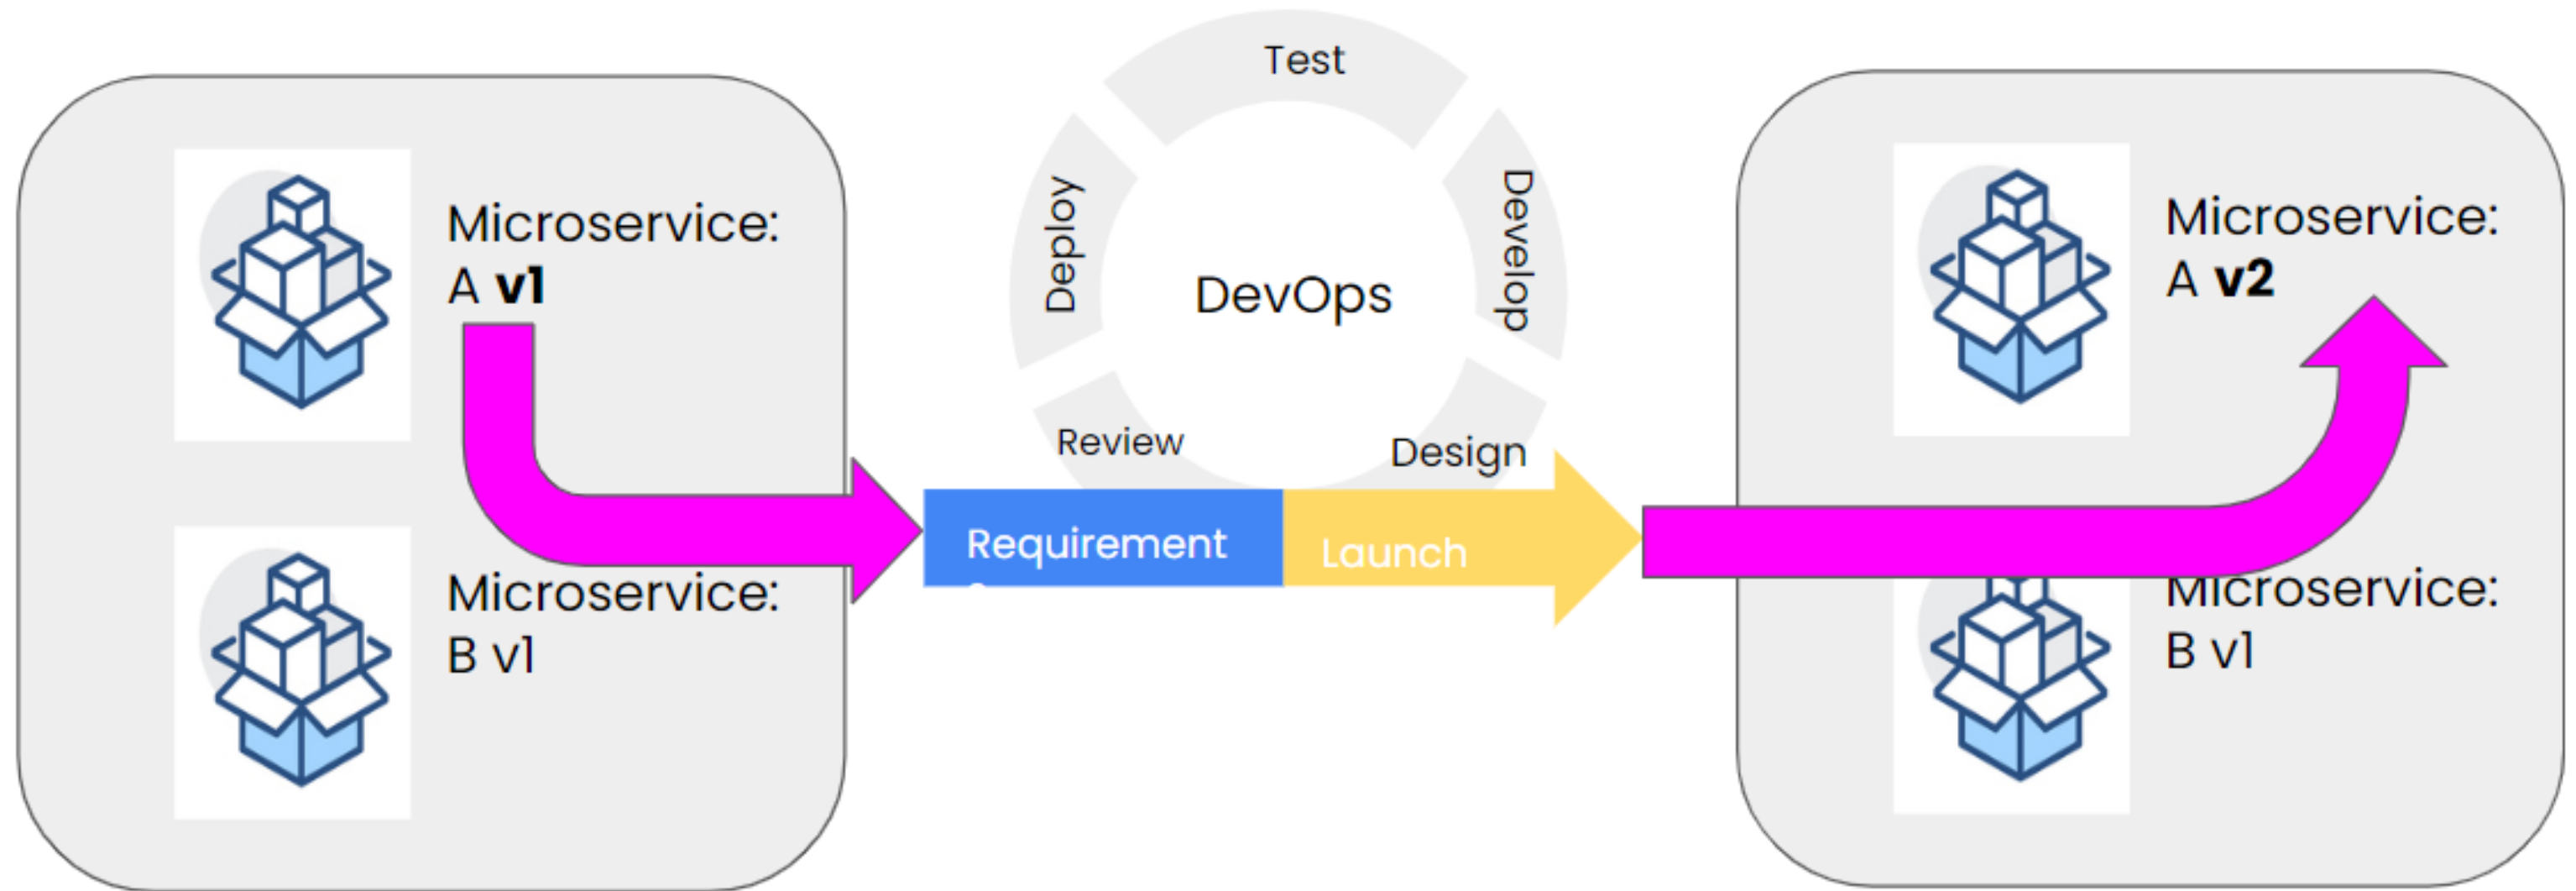 Microservice:
A v1
Microservice:
B v1
Test
Develop
Deploy
DevOps
Review
Design
Requirement
Launch
Microservice:
A v2
Microservice:
B v1